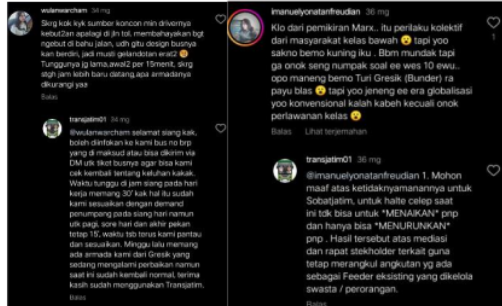 wulanwarcham 34 mg
Skrg kok kyk sumber koncon min drivernya
kebut2an apalagi di jln tol. membahayakan bgt
ngebut di bahu jalan, udh gitu design busnya
kan berdiri, jadi musti gelandotan erat2
Tunggunya jg lama,awal2 per 15menit, skrg
stgh jam lebih baru datang,apa armadanya
dikurangi yaa
Balas
transjatim01 34 mg
@wulanwarcham selamat siang kak,
boleh diinfokan ke kami bus no brp
yang di maksud atau bisa dikirim via
DM utk tiket busnya agar bisa kami
cek kembali tentang keluhan kakak.
Waktu tunggu di jam siang pada hari
kerja memang 30' kak hal itu sudah
kami sesuaikan dengan demand
penumpang pada siang hari namun
utk pagi, sore hari dan akhir pekan
tetap 15', waktu tsb terus kami pantau
dan sesuaikan. Minggu lalu memang
ada armada kami dari Gresik yang
sedang mengalami perbaikan namun
saat ini sudah kembali normal, terima
kasih sudah menggunakan Transjatim.
Balas
imanuelyonatanfreudian 36 mg
Klo dari pemikiran Marx.. itu perilaku kolektif
dari masyarakat kelas bawah 😮 tapi yoo
sakno bemo kuning iku . Bbm mundak tapi
ga onok seng numpak soal ee wes 10 ewu..
opo maneng bemo Turi Gresik (Bunder) ra
payu blas 😮 tapi yoo jeneng ee era globalisasi
yoo konvensional kalah kabeh kecuali onok
perlawanan kelas 😮
Balas Lihat terjemahan
1
transjatim01 36 mg
@imanuelyonatanfreudian 1. Mohon
maaf atas ketidaknyamanannya untuk
Sobatjatim, untuk halte celep saat
ini tdk bisa untuk *MENAIKAN* pnp
dan hanya bisa *MENURUNKAN*
pnp . Hasil tersebut atas mediasi
dan rapat stekholder terkait guna
tetap merangkul angkutan yg ada
sebagai Feeder eksisting yang dikelola
swasta / perorangan.
Balas